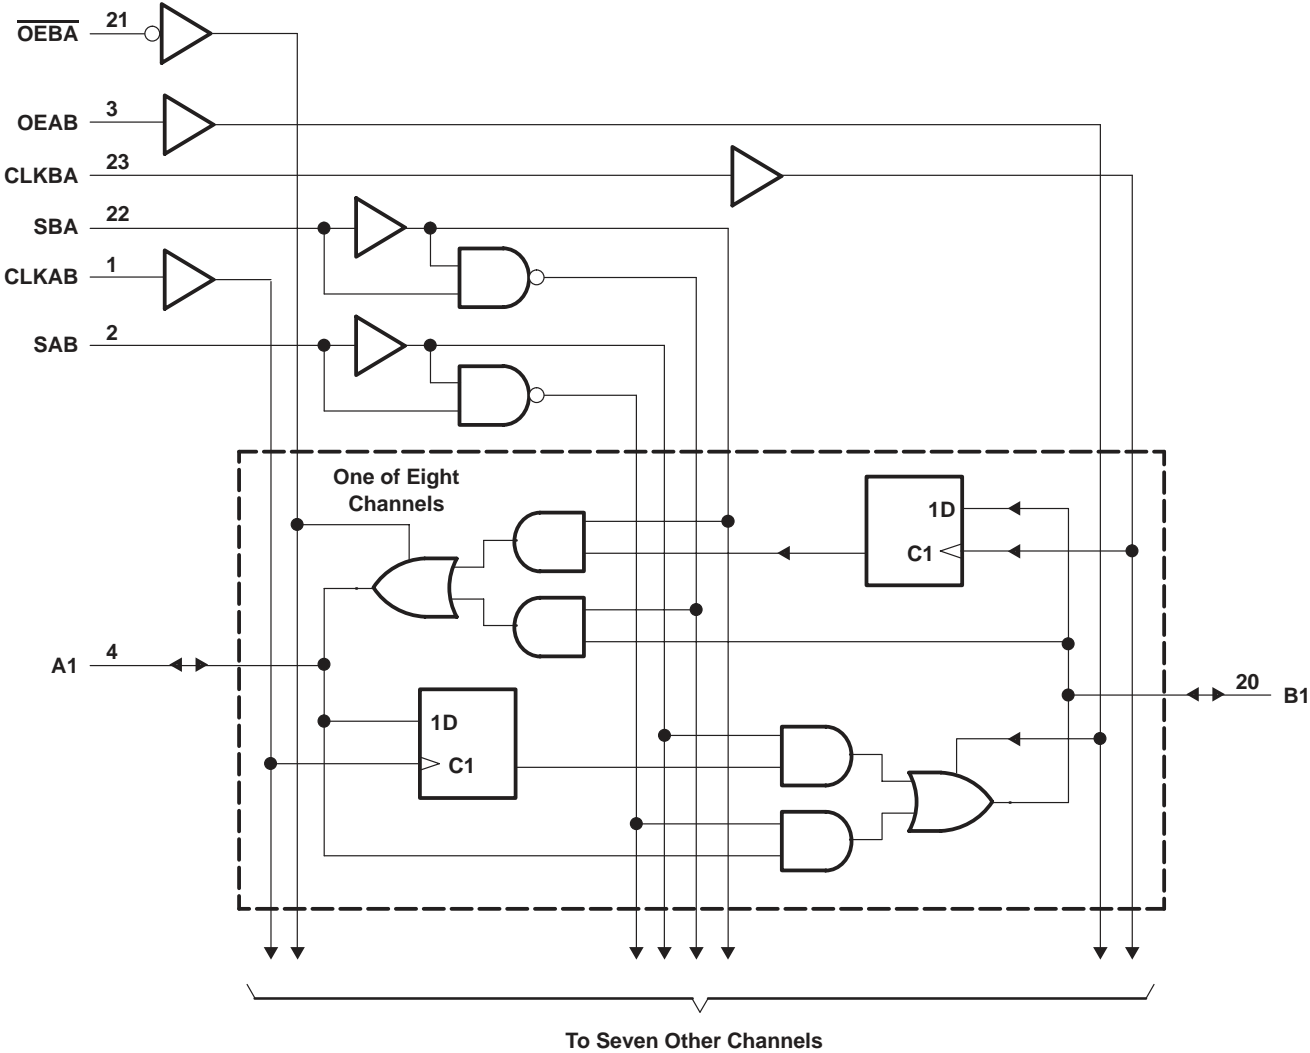 OEBA 21
OEAB 3
CLKBA 23
SBA 22
CLKAB 1
SAB 2
One of Eight
Channels
1D
C1
A1 4
1D
C1
20 B1
To Seven Other Channels